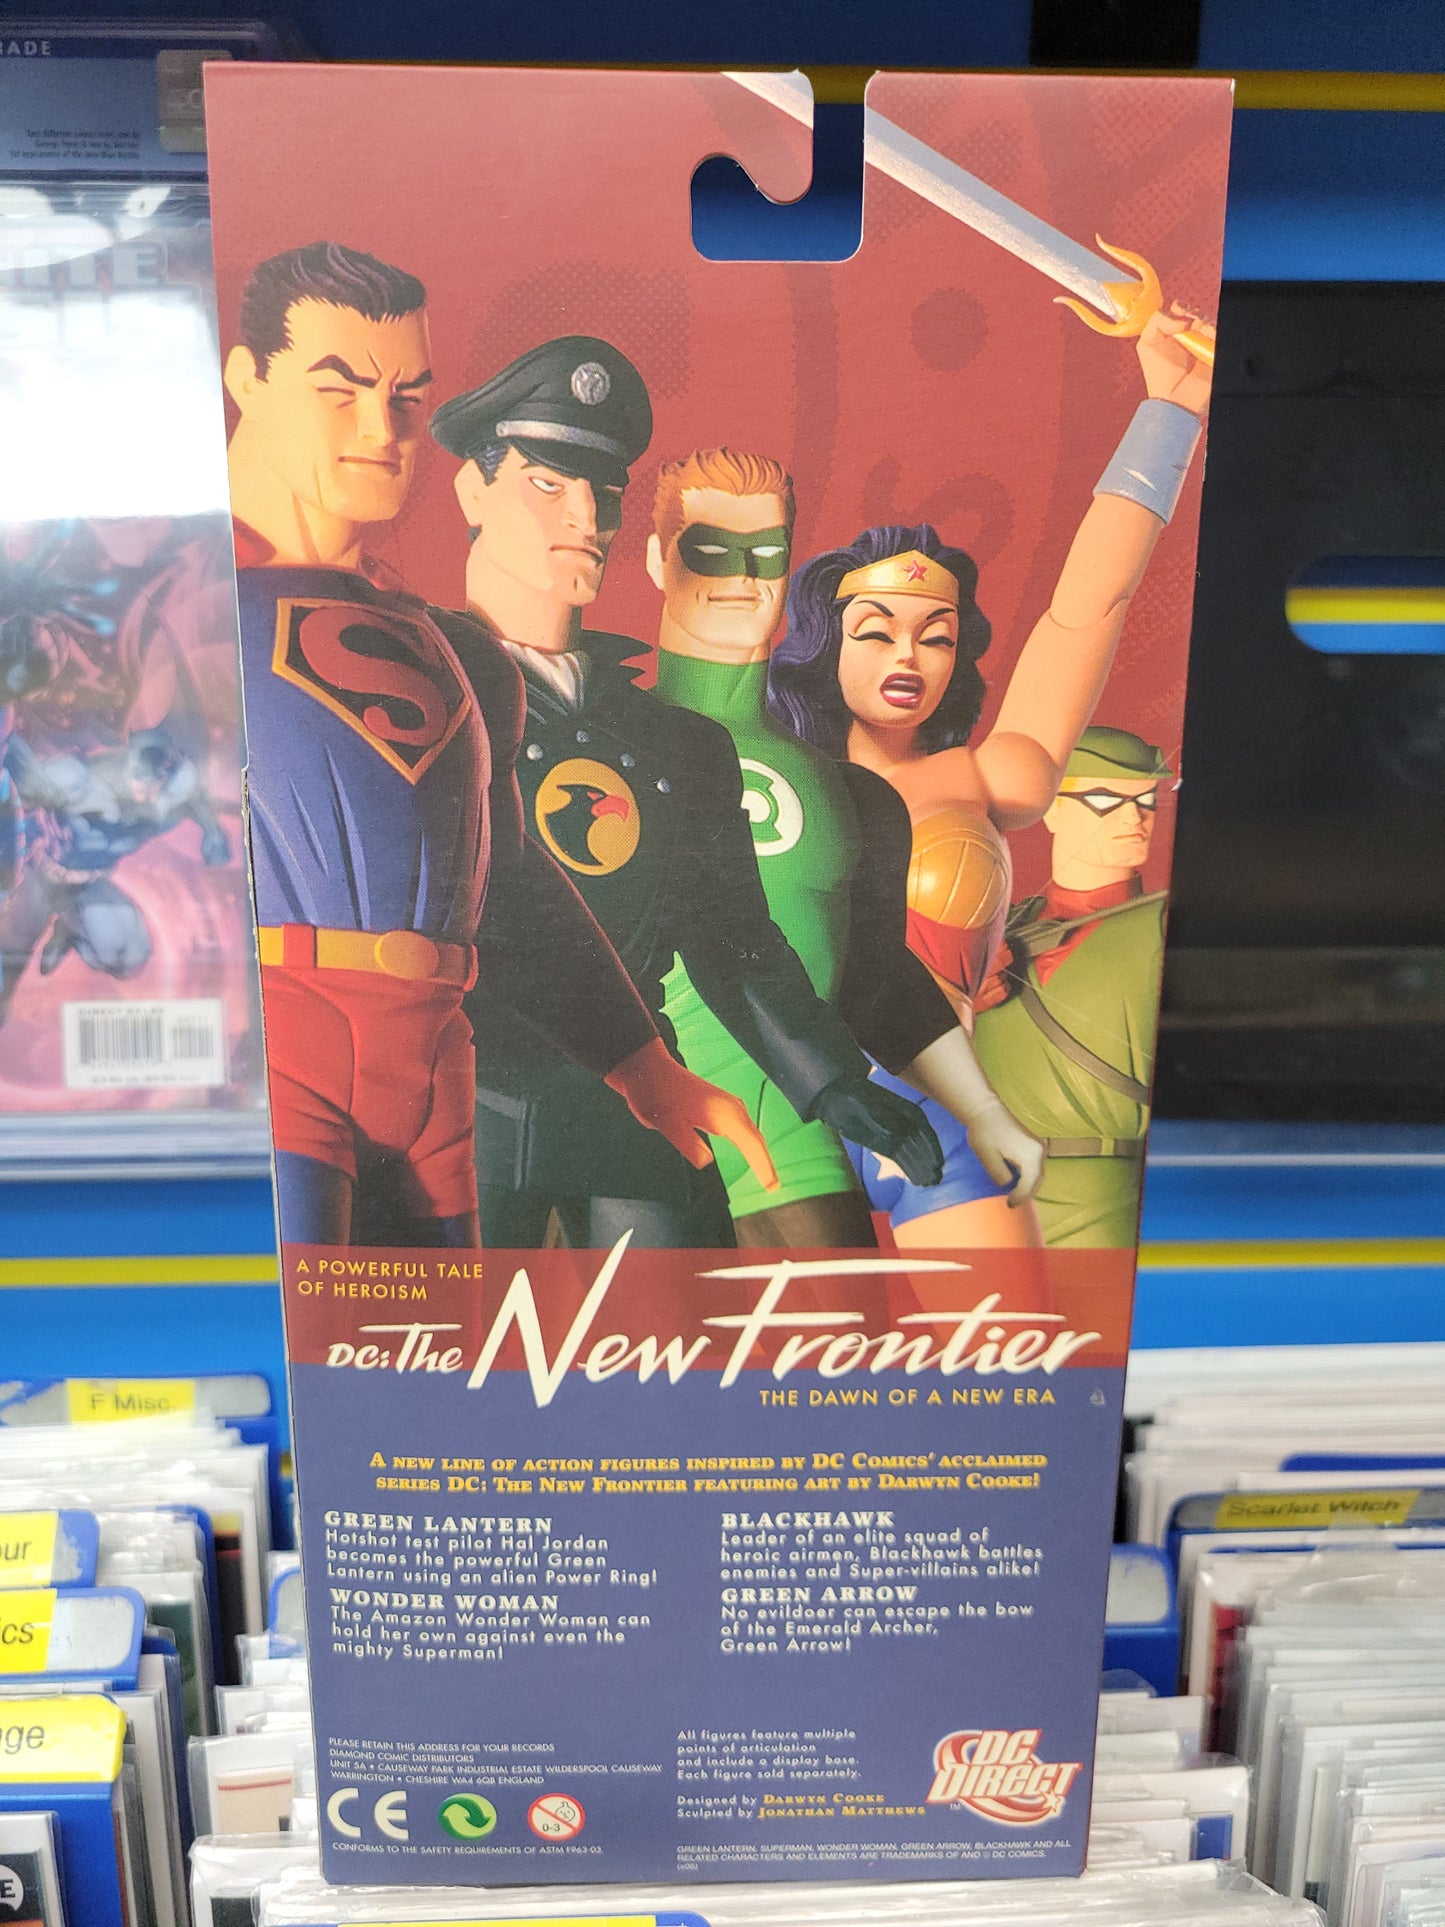 RADE
S
A POWERFUL TALE
OF HEROISM
DC: The New Frontier
THE DAWN OF A NEW ERA
A NEW LINE OF ACTION FIGURES INSPIRED BY DC COMICS' ACCLAIMED
SERIES DC: THE NEW FRONTIER FEATURING ART BY DARWYN COOKE!
GREEN LANTERN
Hotshot test pilot Hal Jordan
becomes the powerful Green
Lantern using an alien Power Ring!
WONDER WOMAN
The Amazon Wonder Woman can
hold her own against even the
mighty Superman!
BLACKHAWK
Leader of an elite squad of
heroic airmen, Blackhawk battles
enemies and Super-villains alike!
GREEN ARROW
No evildoer can escape the bow
of the Emerald Archer,
Green Arrow!
PLEASE RETAIN THIS ADDRESS FOR YOUR RECORDS
DIAMOND COMIC DISTRIBUTORS
UNIT 5A • CAUSEWAY PARK INDUSTRIAL ESTATE WILDERSPOOL CAUSEWAY
WARRINGTON • CHESHIRE WA4 6QB ENGLAND
CE
0-3
CONFORMS TO THE SAFETY REQUIREMENTS OF ASTM F963-03.
All figures feature multiple
points of articulation
and include a display base.
Each figure sold separately.
Designed by DARWYN COOKE
Sculpted by JONATHAN MATTHEWS
DC
DIRECT
TM
GREEN LANTERN, SUPERMAN, WONDER WOMAN, GREEN ARROW, BLACKHAWK AND ALL
RELATED CHARACTERS AND ELEMENTS ARE TRADEMARKS OF AND © DC COMICS.
(s06)
DIRECT SALES
F Misc.
Scarlet Witch
our
ics
ge